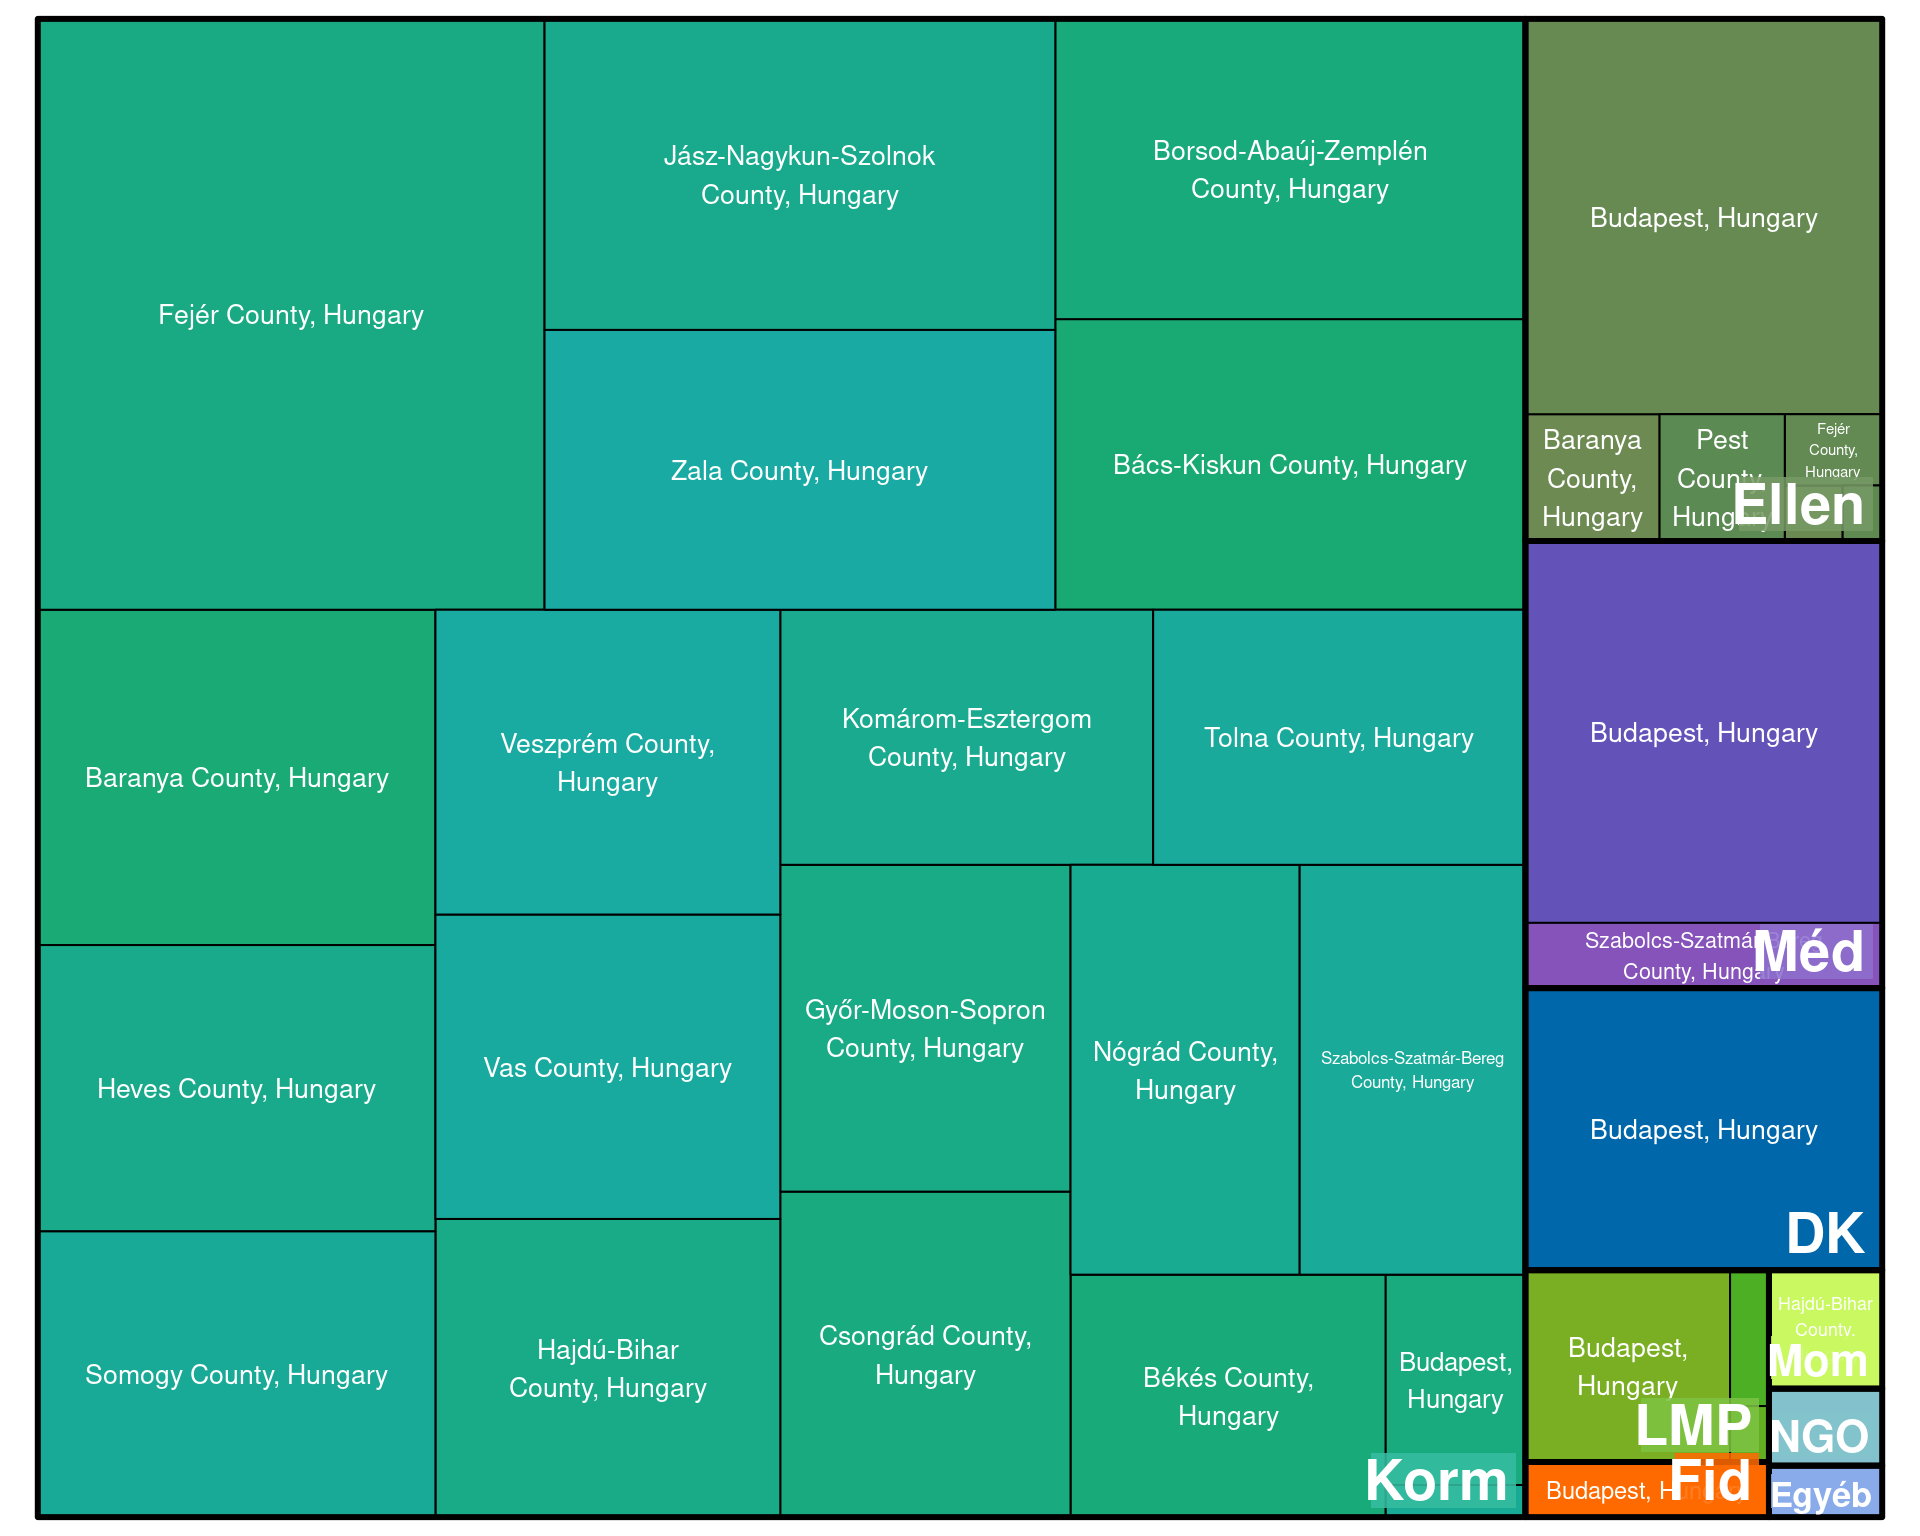 Fejér County, Hungary
Jász-Nagykun-Szolnok
County, Hungary
Zala County, Hungary
Borsod-Abaúj-Zemplén
County, Hungary
Bács-Kiskun County, Hungary
Baranya County, Hungary
Heves County, Hungary
Somogy County, Hungary
Veszprém County,
Hungary
Vas County, Hungary
Hajdú-Bihar
County, Hungary
Komárom-Esztergom
County, Hungary
Tolna County, Hungary
Győr-Moson-Sopron
County, Hungary
Csongrád County,
Hungary
Nógrád County,
Hungary
Szabolcs-Szatmár-Bereg
County, Hungary
Békés County,
Hungary
Budapest,
Hungary
Korm
Budapest, Hungary
Baranya
County,
Hungary
Pest
County,
Hungary
Fejér
County,
Hungary
Ellen
Budapest, Hungary
Szabolcs-Szatmár-Bereg
County, Hungary
Méd
Budapest, Hungary
DK
Budapest,
Hungary
LMP
Budapest, Hungary
Fid
Hajdú-Bihar
County,
Mom
NGO
Egyéb